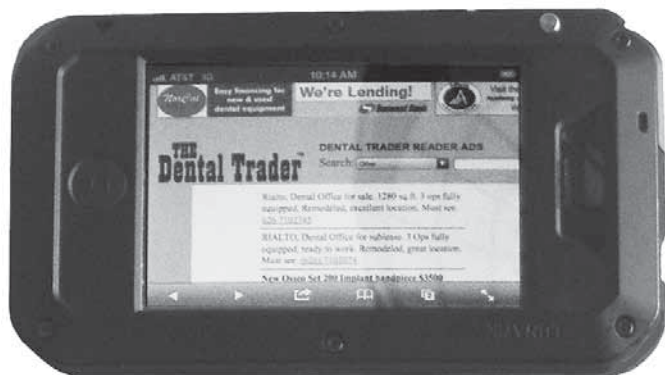 AT&T 3G 10:14 AM
NorCal
Easy financing for
new & used
dental equipment
We're Lending!
Visit the
THE
Dental Trader
DENTAL TRADER READER ADS
Search: Other
Rialto, Dental Office for sale. 1280 sq.ft. 3 ops fully
equipped. Remodeled, excellent location. Must see.
RIALTO, Dental Office for sublease. 3 Ops fully
equipped, ready to work. Remodeled, great location.
Must see.
New Osseo Set 200 Implant handpiece $3500